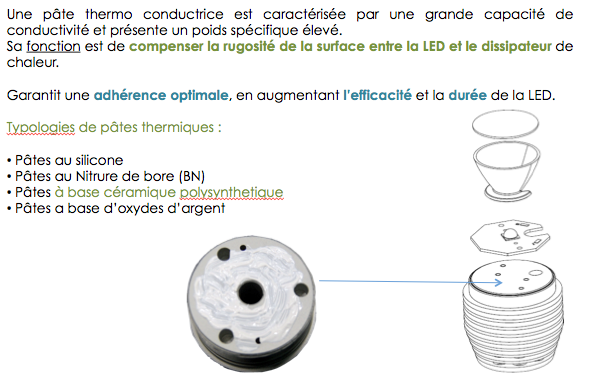 Une pâte thermo conductrice est caractérisée par une grande capacité de
conductivité et présente un poids spécifique élevé.
Sa fonction est de compenser la rugosité de la surface entre la LED et le dissipateur de
chaleur.
Garantit une adhérence optimale, en augmentant l'efficacité et la durée de la LED.
Typologies de pâtes thermiques :
• Pâtes au silicone
• Pâtes au Nitrure de bore (BN)
• Pâtes à base céramique polysynthetique
• Pâtes a base d'oxydes d'argent